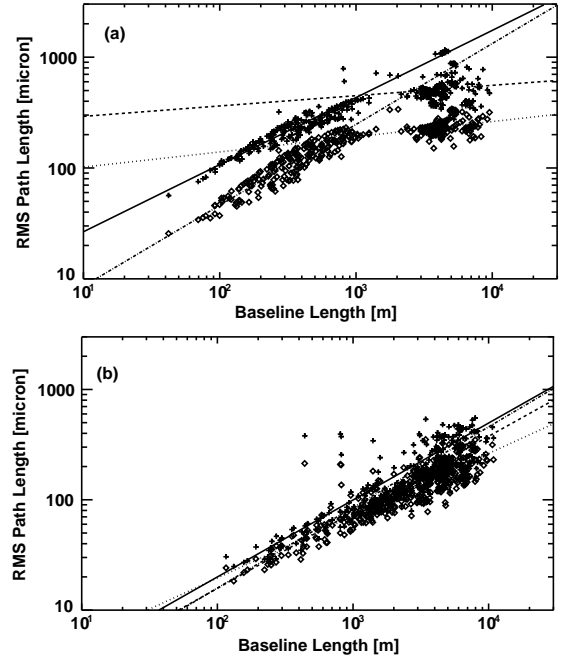 (a)
1000
100
10
RMS Path Length [micron]
10¹ 10² 10³ 10⁴
Baseline Length [m]
(b)
1000
100
10
RMS Path Length [micron]
10¹ 10² 10³ 10⁴
Baseline Length [m]